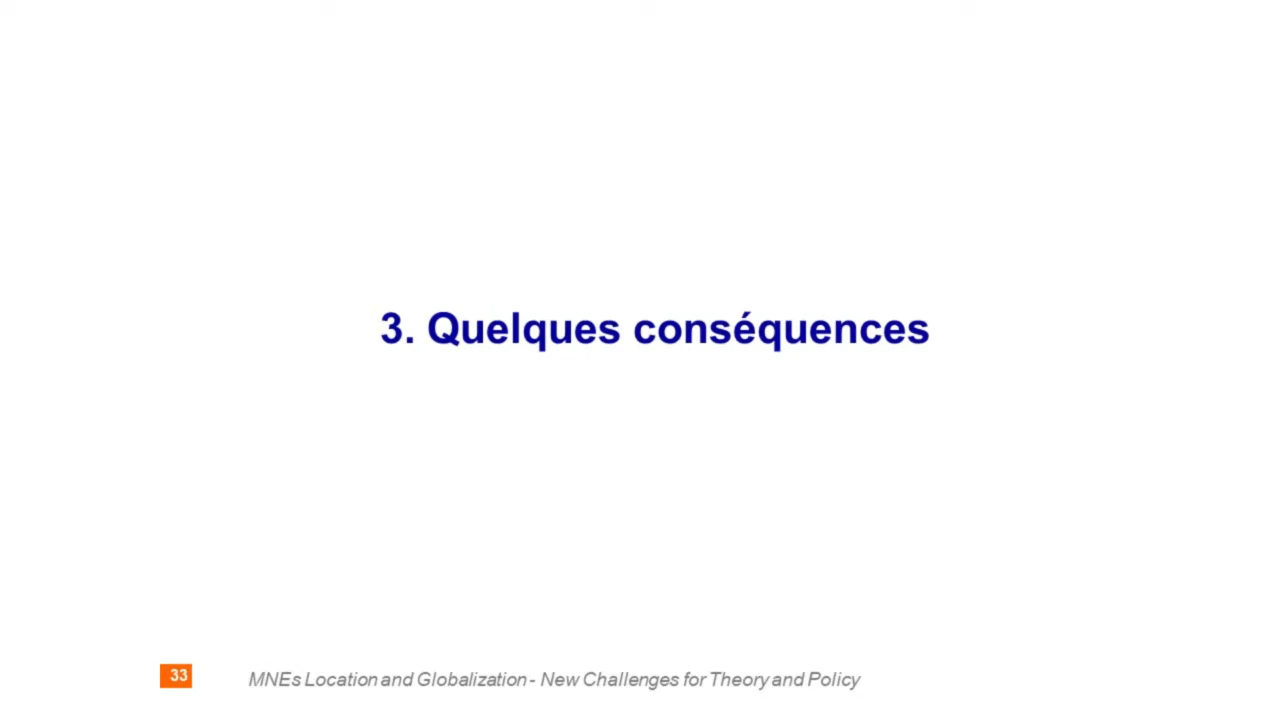 3. Quelques conséquences
33
MNEs Location and Globalization - New Challenges for Theory and Policy